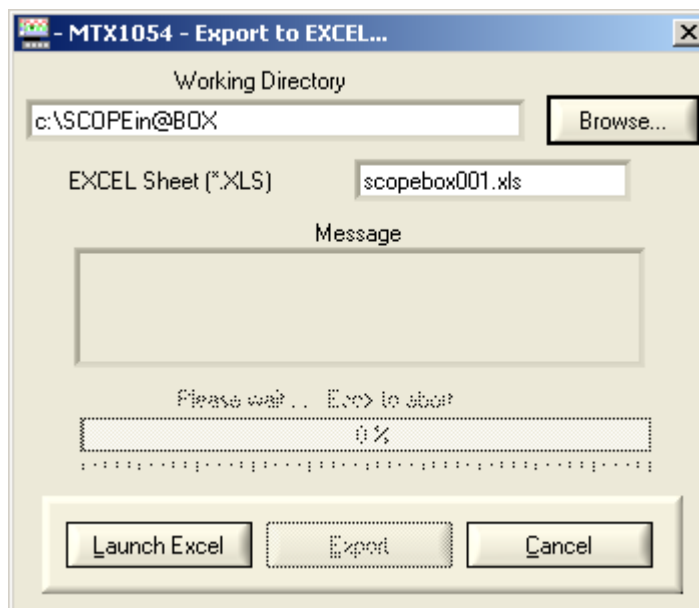 - MTX1054 - Export to EXCEL...
Working Directory
c:\SCOPEin@BOX
Browse...
EXCEL Sheet (*.XLS)
scopebox001.xls
Message
Please wait... <Esc> to abort
0 %
Launch Excel
Export
Cancel